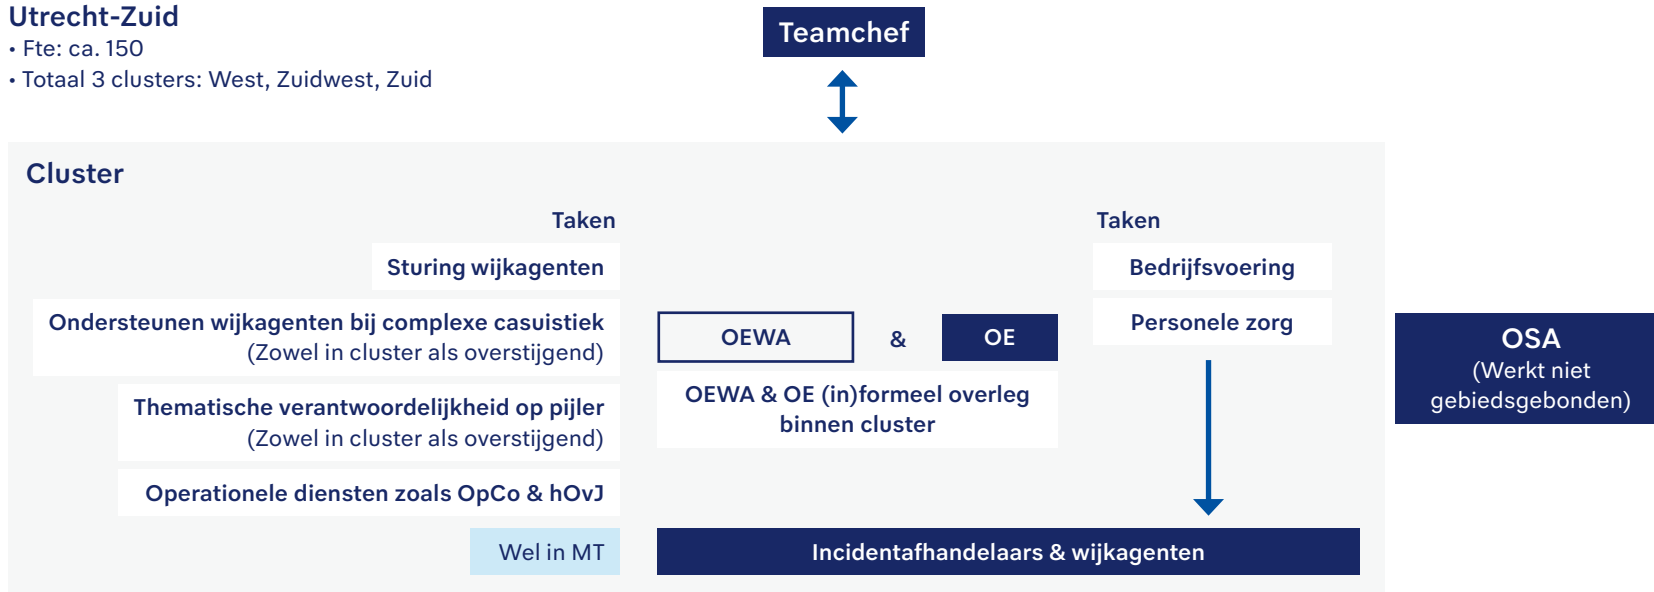 Utrecht-Zuid
• Fte: ca. 150
• Totaal 3 clusters: West, Zuidwest, Zuid
Teamchef
Cluster
Taken
Sturing wijkagenten
Ondersteunen wijkagenten bij complexe casuistiek
(Zowel in cluster als overstijgend)
Thematische verantwoordelijkheid op pijler
(Zowel in cluster als overstijgend)
Operationele diensten zoals OpCo & hOvJ
Wel in MT
OEWA
&
OE
OEWA & OE (in)formeel overleg
binnen cluster
Taken
Bedrijfsvoering
Personele zorg
Incidentafhandelaars & wijkagenten
OSA
(Werkt niet
gebiedsgebonden)